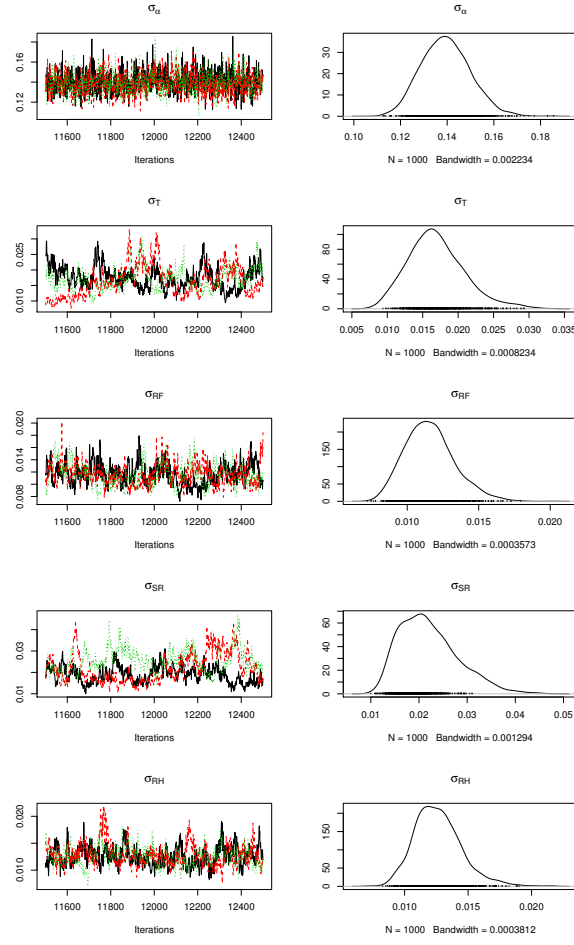 σα
σα
0.12 0.16
0 10 20 30
11600 11800 12000 12200 12400
0.10 0.12 0.14 0.16 0.18
Iterations
N = 1000 Bandwidth = 0.002234
σT
σT
0.010 0.025
0 20 40 60 80
11600 11800 12000 12200 12400
0.005 0.010 0.015 0.020 0.025 0.030 0.035
Iterations
N = 1000 Bandwidth = 0.0008234
σRF
σRF
0.008 0.014 0.020
0 50 100 150
11600 11800 12000 12200 12400
0.010 0.015 0.020
Iterations
N = 1000 Bandwidth = 0.0003573
σSR
σSR
0.01 0.03
0 10 20 30 40 50 60
11600 11800 12000 12200 12400
0.01 0.02 0.03 0.04 0.05
Iterations
N = 1000 Bandwidth = 0.001294
σRH
σRH
0.010 0.020
0 50 100 150
11600 11800 12000 12200 12400
0.010 0.015 0.020
Iterations
N = 1000 Bandwidth = 0.0003812